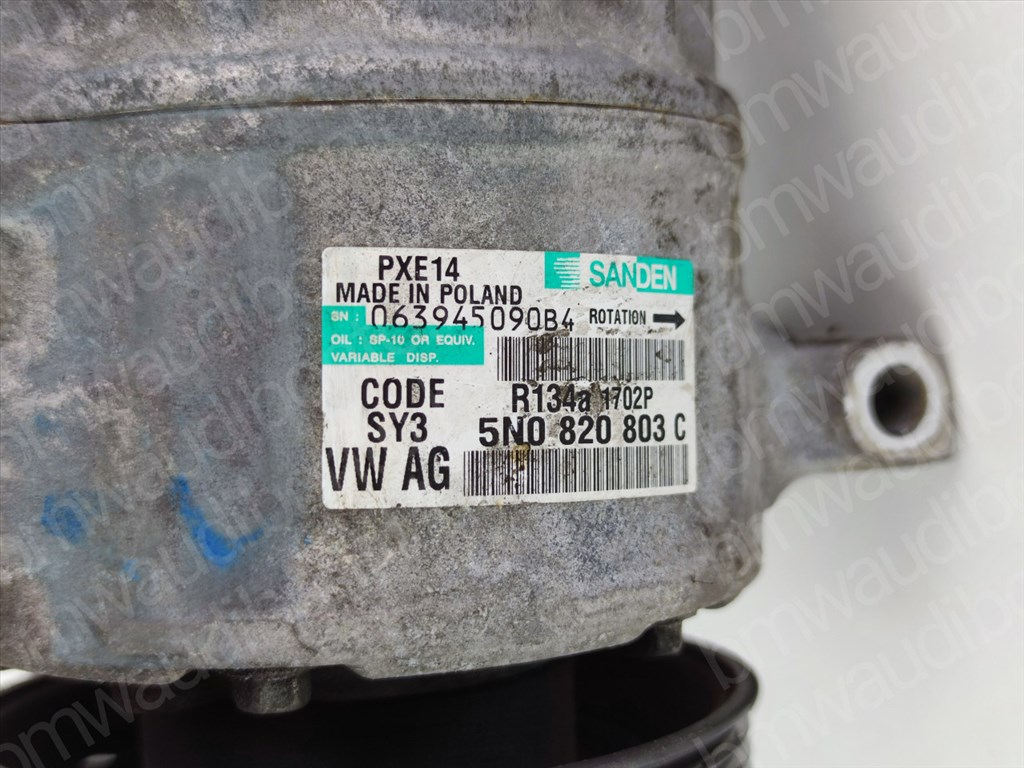 PXE14
SANDEN
MADE IN POLAND
SN : 063945090B4 ROTATION
OIL : SP-10 OR EQUIV.
VARIABLE DISP.
CODE R134a 1702P
SY3 5N0 820 803 C
VW AG
bmwaudibo